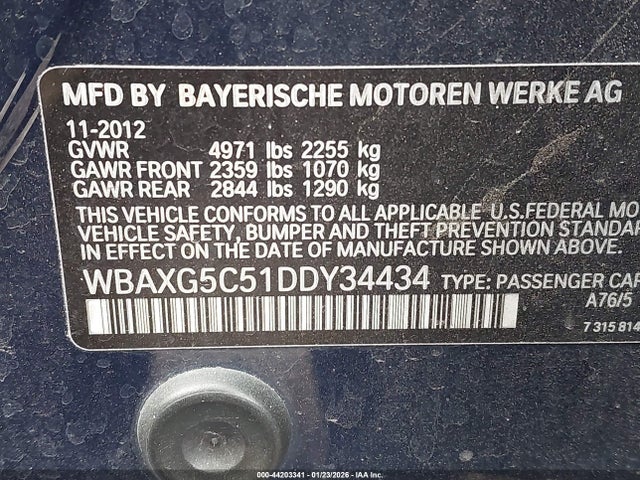 MFD BY BAYERISCHE MOTOREN WERKE AG
11-2012
GVWR 4971 lbs 2255 kg
GAWR FRONT 2359 lbs 1070 kg
GAWR REAR 2844 lbs 1290 kg
THIS VEHICLE CONFORMS TO ALL APPLICABLE U.S.FEDERAL MO
VEHICLE SAFETY, BUMPER AND THEFT PREVENTION STANDARD
IN EFFECT ON THE DATE OF MANUFACTURE SHOWN ABOVE.
WBAXG5C51DDY34434 TYPE: PASSENGER CAR
A76/5
7 315 814
000-44203341 - 01/23/2026 - Copyright © 2026 IAA, Inc.